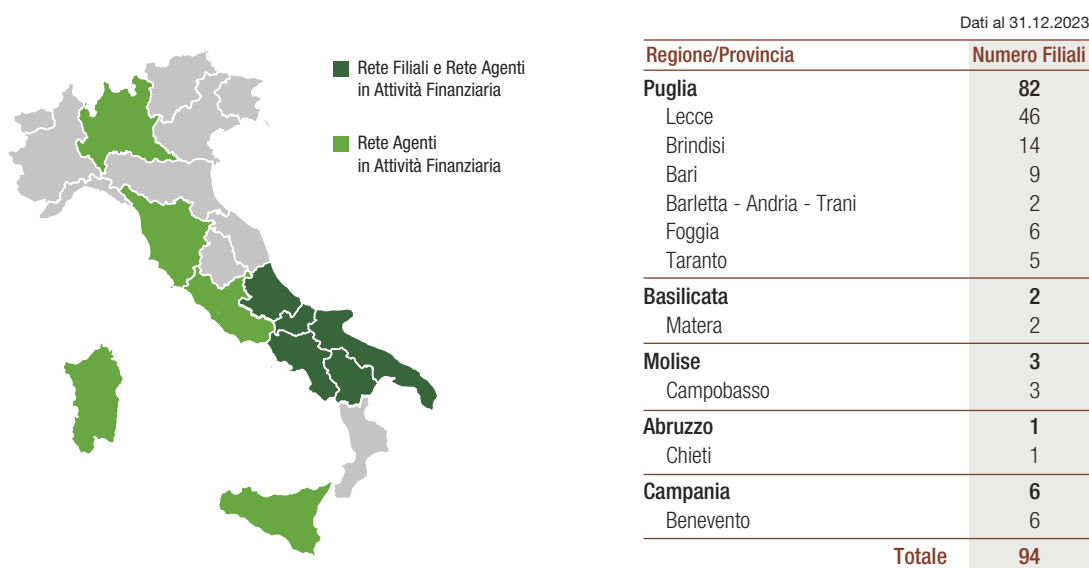 Dati al 31.12.2023
Rete Filiali e Rete Agenti
in Attività Finanziaria
Rete Agenti
in Attività Finanziaria
Regione/Provincia Numero Filiali
Puglia 82
Lecce 46
Brindisi 14
Bari 9
Barletta - Andria - Trani 2
Foggia 6
Taranto 5
Basilicata 2
Matera 2
Molise 3
Campobasso 3
Abruzzo 1
Chieti 1
Campania 6
Benevento 6
Totale 94